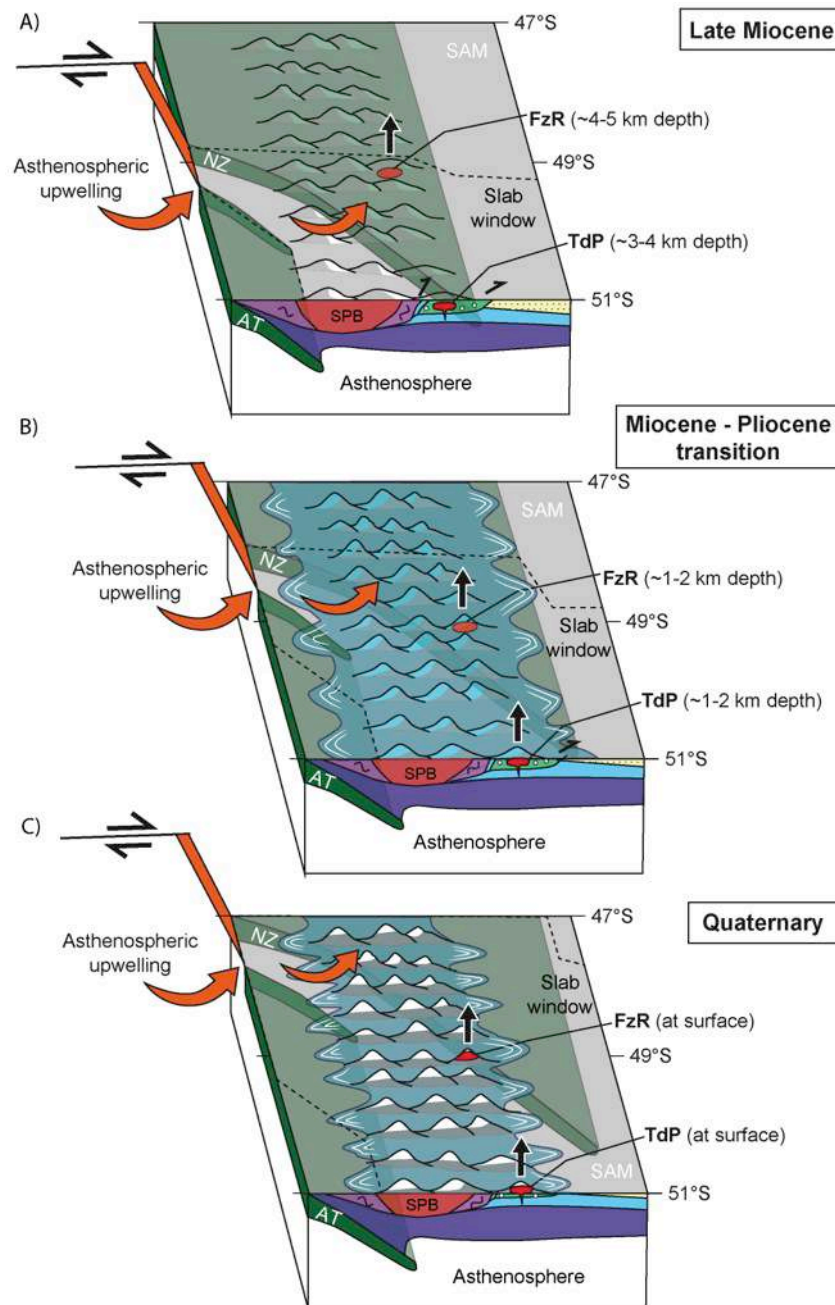 A)
47°S
Late Miocene
SAM
FzR (~4-5 km depth)
NZ
49°S
Asthenospheric
upwelling
Slab
window
TdP (~3-4 km depth)
51°S
SPB
AT
Asthenosphere
B)
Miocene - Pliocene
transition
47°S
SAM
Asthenospheric
upwelling
NZ
FzR (~1-2 km depth)
49°S
Slab
window
TdP (~1-2 km depth)
51°S
SPB
AT
Asthenosphere
C)
47°S
Quaternary
NZ
Asthenospheric
upwelling
Slab
window
FzR (at surface)
49°S
TdP (at surface)
SAM
51°S
SPB
AT
Asthenosphere